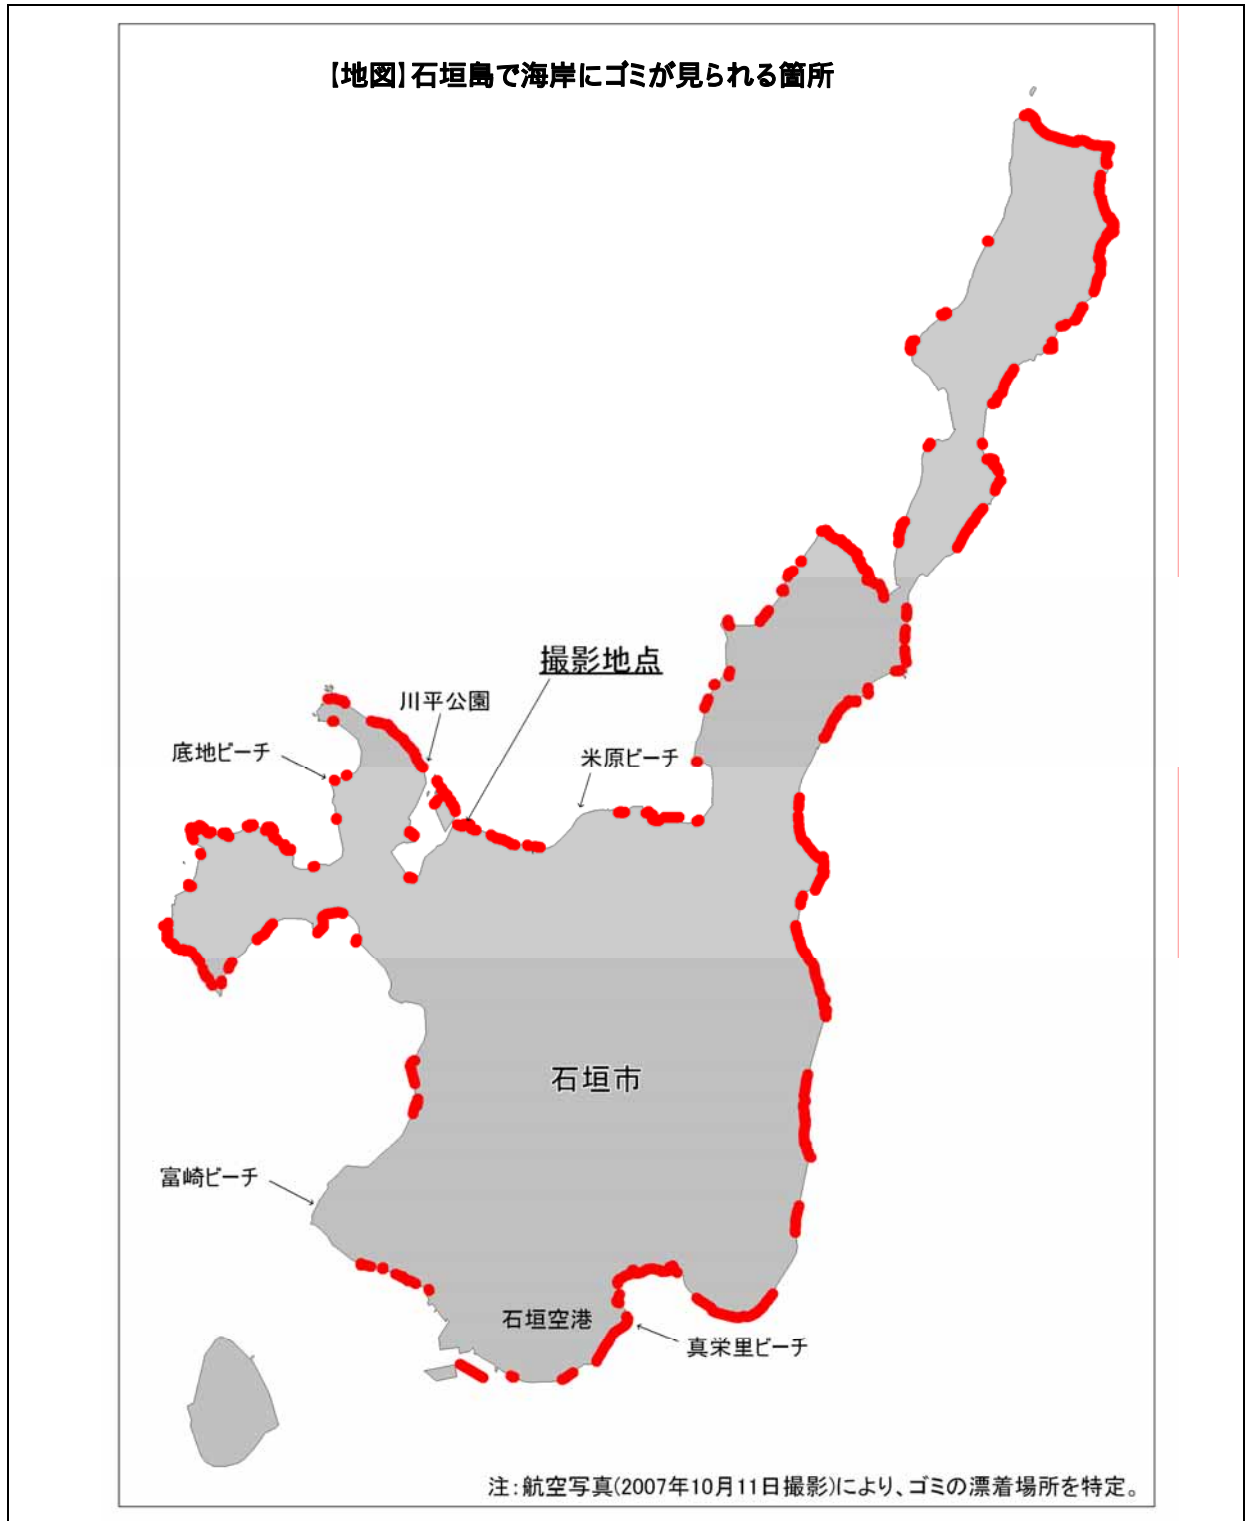 【地図】石垣島で海岸にゴミが見られる箇所
撮影地点
川平公園
底地ビーチ
米原ビーチ
石垣市
富崎ビーチ
石垣空港
真栄里ビーチ
注：航空写真(2007年10月11日撮影)により、ゴミの漂着場所を特定。